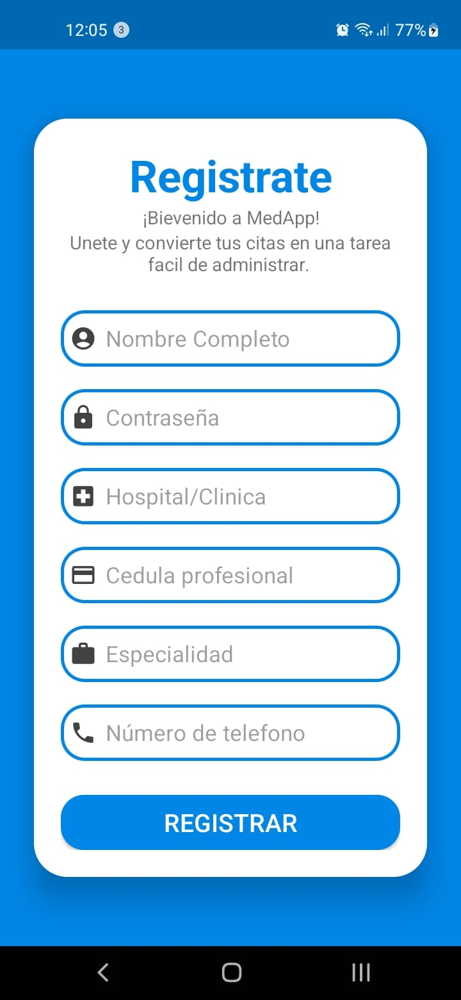 12:05 3 77%
Registrate
¡Bievenido a MedApp!
Unete y convierte tus citas en una tarea
facil de administrar.
Nombre Completo
Contraseña
Hospital/Clinica
Cedula profesional
Especialidad
Número de telefono
REGISTRAR